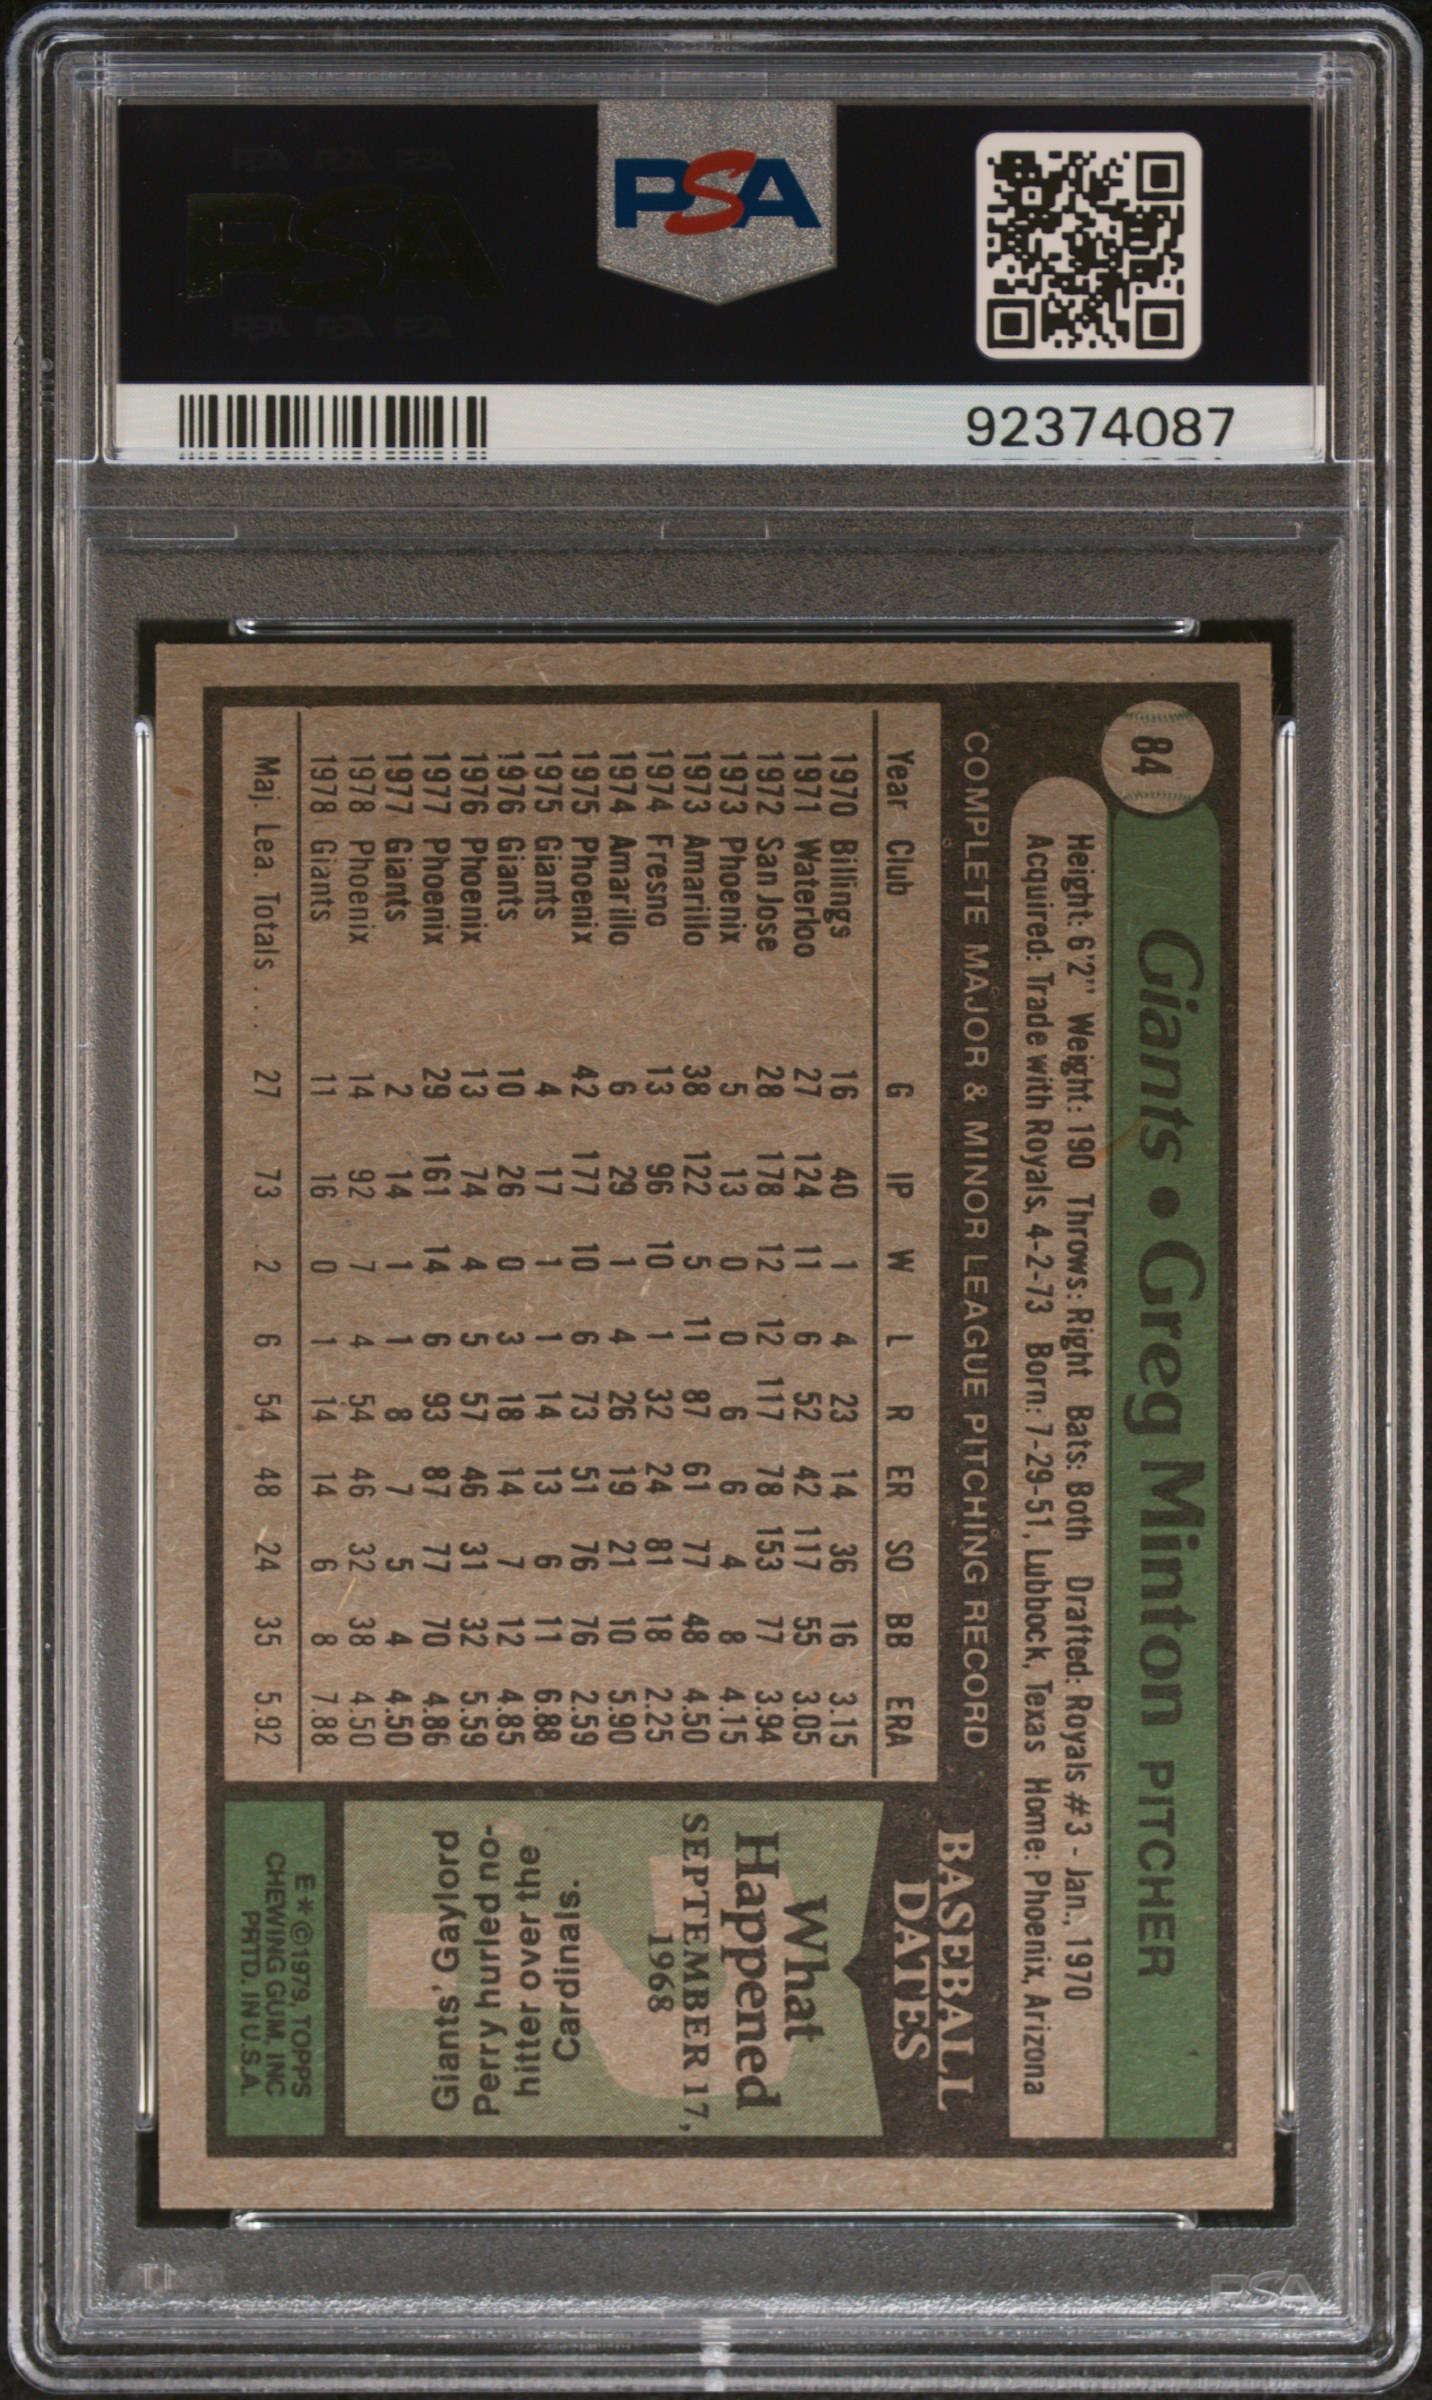 PSA
PSA
92374087
84
Giants • Greg Minton PITCHER
Height: 6'2" Weight: 190 Throws: Right Bats: Both Drafted: Royals #3 - Jan., 1970
Acquired: Trade with Royals, 4-2-73 Born: 7-29-51, Lubbock, Texas Home: Phoenix, Arizona
COMPLETE MAJOR & MINOR LEAGUE PITCHING RECORD
Year Club G IP W L R ER SO BB ERA
1970 Billings 16 40 1 4 23 14 36 16 3.15
1971 Waterloo 27 124 11 6 52 42 117 55 3.05
1972 San Jose 28 178 12 12 117 78 153 77 3.94
1973 Phoenix 5 13 0 0 6 6 4 8 4.15
1973 Amarillo 38 122 5 11 87 61 77 48 4.50
1974 Fresno 13 96 10 1 32 24 81 18 2.25
1974 Amarillo 6 29 1 4 26 19 21 10 5.90
1975 Phoenix 42 177 10 6 73 51 76 76 2.59
1975 Giants 4 17 1 1 14 13 6 11 6.88
1976 Giants 10 26 0 3 18 14 7 12 4.85
1976 Phoenix 13 74 4 5 57 46 31 32 5.59
1977 Phoenix 29 161 14 6 93 87 77 70 4.86
1977 Giants 2 14 1 1 8 7 5 4 4.50
1978 Phoenix 14 92 7 4 54 46 32 38 4.50
1978 Giants 11 16 0 1 14 14 6 8 7.88
Maj. Lea. Totals . . . . 27 73 2 6 54 48 24 35 5.92
BASEBALL
DATES
What
Happened
SEPTEMBER 17,
1968
Giants' Gaylord
Perry hurled no-
hitter over the
Cardinals.
E * ©1979, TOPPS
CHEWING GUM, INC
PRTD. IN U.S.A.
PSA